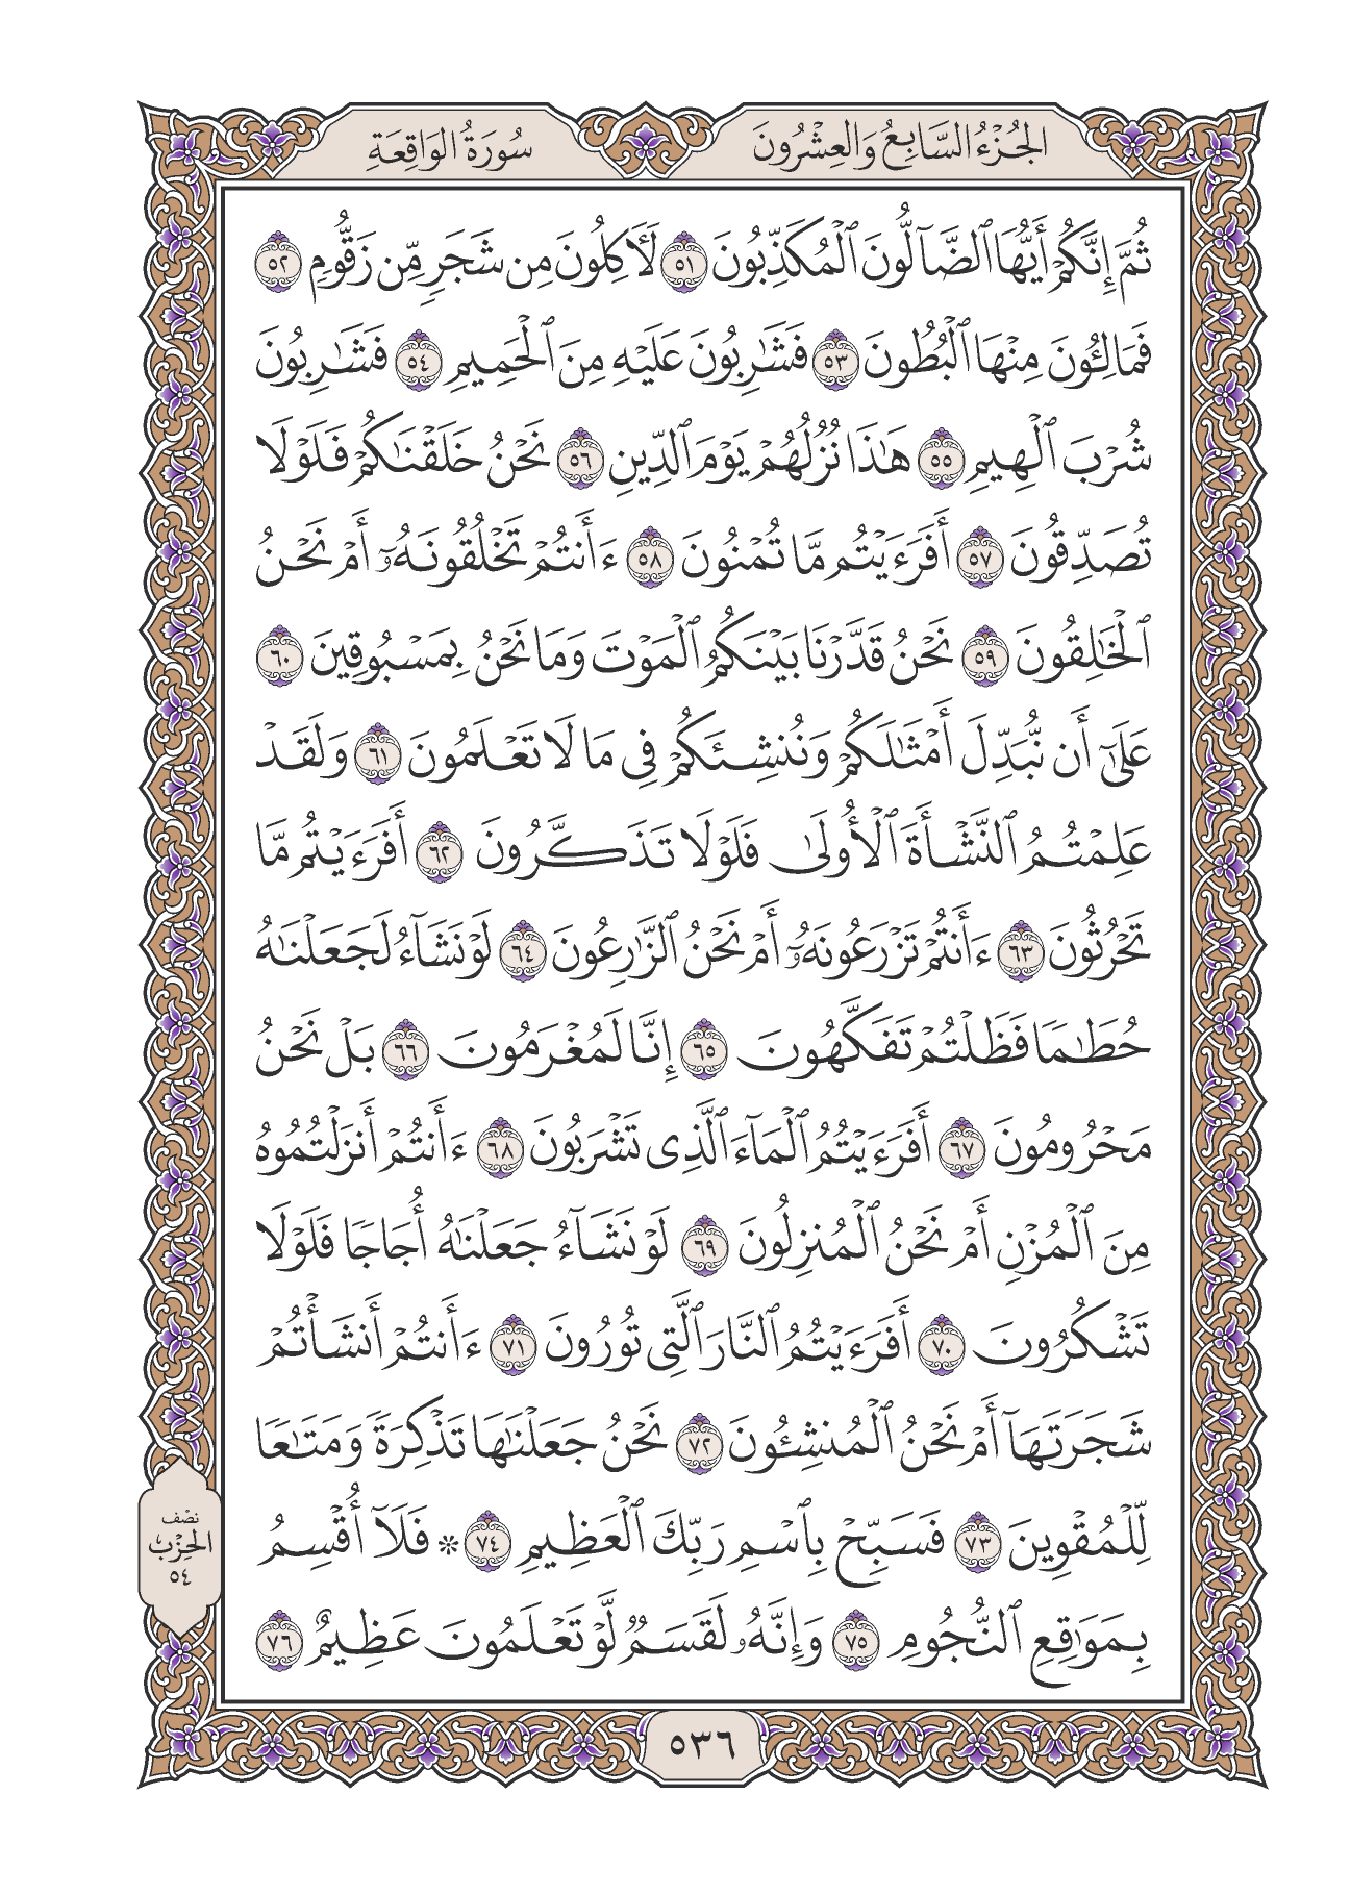 الجُزْءُ السَّابِعُ وَالعِشْرُونَ
سُورَةُ الوَاقِعَةِ
ثُمَّ إِنَّكُمْ أَيُّهَا ٱلضَّآلُّونَ ٱلْمُكَذِّبُونَ ٥١ لَأٓكِلُونَ مِن شَجَرٍ مِّن زَقُّومٍ ٥٢
فَمَالِـُٔونَ مِنْهَا ٱلْبُطُونَ ٥٣ فَشَٰرِبُونَ عَلَيْهِ مِنَ ٱلْحَمِيمِ ٥٤ فَشَٰرِبُونَ
شُرْبَ ٱلْهِيمِ ٥٥ هَٰذَا نُزُلُهُمْ يَوْمَ ٱلدِّينِ ٥٦ نَحْنُ خَلَقْنَٰكُمْ فَلَوْلَا
تُصَدِّقُونَ ٥٧ أَفَرَءَيْتُم مَّا تُمْنُونَ ٥٨ ءَأَنتُمْ تَخْلُقُونَهُۥٓ أَمْ نَحْنُ
ٱلْخَٰلِقُونَ ٥٩ نَحْنُ قَدَّرْنَا بَيْنَكُمُ ٱلْمَوْتَ وَمَا نَحْنُ بِمَسْبُوقِينَ ٦٠
عَلَىٰٓ أَن نُّبَدِّلَ أَمْثَٰلَكُمْ وَنُنشِئَكُمْ فِى مَا لَا تَعْلَمُونَ ٦١ وَلَقَدْ
عَلِمْتُمُ ٱلنَّشْأَةَ ٱلْأُولَىٰ فَلَوْلَا تَذَكَّرُونَ ٦٢ أَفَرَءَيْتُم مَّا
تَحْرُثُونَ ٦٣ ءَأَنتُمْ تَزْرَعُونَهُۥٓ أَمْ نَحْنُ ٱلزَّٰرِعُونَ ٦٤ لَوْ نَشَآءُ لَجَعَلْنَٰهُ
حُطَٰمًا فَظَلْتُمْ تَفَكَّهُونَ ٦٥ إِنَّا لَمُغْرَمُونَ ٦٦ بَلْ نَحْنُ
مَحْرُومُونَ ٦٧ أَفَرَءَيْتُمُ ٱلْمَآءَ ٱلَّذِى تَشْرَبُونَ ٦٨ ءَأَنتُمْ أَنزَلْتُمُوهُ
مِنَ ٱلْمُزْنِ أَمْ نَحْنُ ٱلْمُنزِلُونَ ٦٩ لَوْ نَشَآءُ جَعَلْنَٰهُ أُجَاجًا فَلَوْلَا
تَشْكُرُونَ ٧٠ أَفَرَءَيْتُمُ ٱلنَّارَ ٱلَّتِى تُورُونَ ٧١ ءَأَنتُمْ أَنشَأْتُمْ
شَجَرَتَهَآ أَمْ نَحْنُ ٱلْمُنشِـُٔونَ ٧٢ نَحْنُ جَعَلْنَٰهَا تَذْكِرَةً وَمَتَٰعًا
لِّلْمُقْوِينَ ٧٣ فَسَبِّحْ بِٱسْمِ رَبِّكَ ٱلْعَظِيمِ ٧٤ ۞ فَلَآ أُقْسِمُ
بِمَوَٰقِعِ ٱلنُّجُومِ ٧٥ وَإِنَّهُۥ لَقَسَمٌ لَّوْ تَعْلَمُونَ عَظِيمٌ ٧٦
نصف
الحِزْب
٥٤
٥٣٦